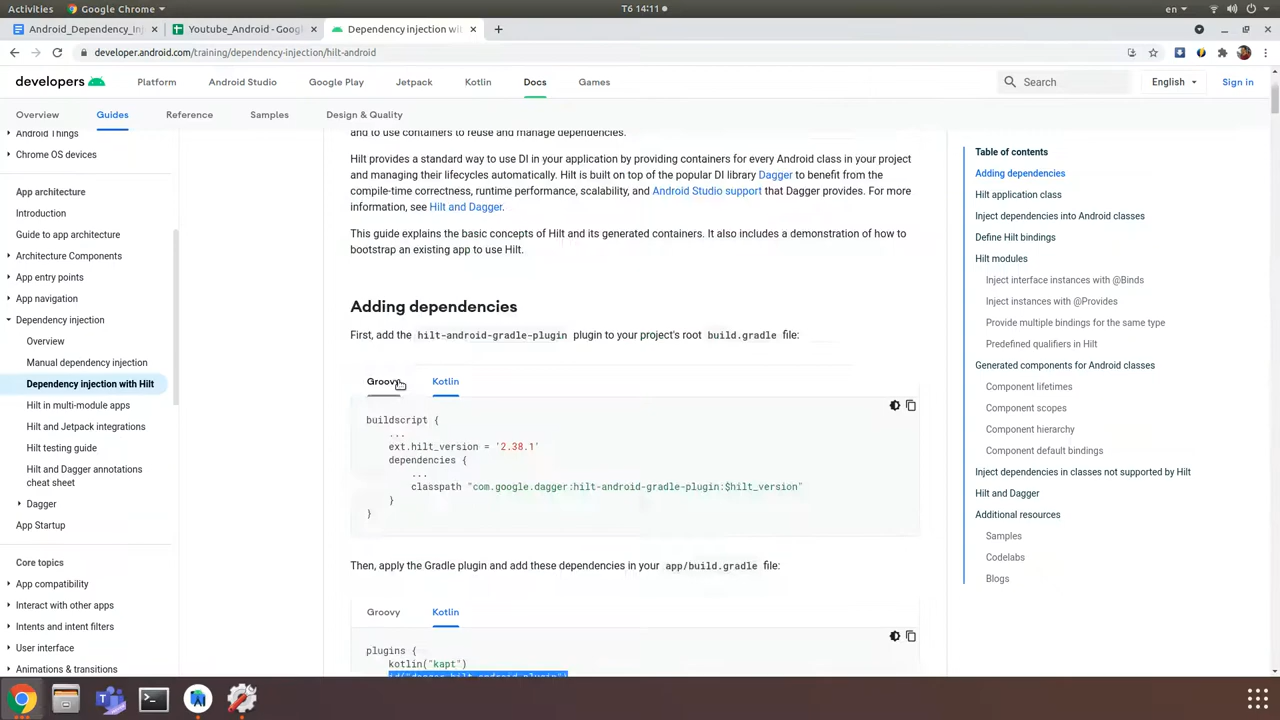 Activities
Google Chrome
T6 14:11
en
Android_Dependency_Inj
Youtube_Android - Google
Dependency injection wit
developer.android.com/training/dependency-injection/hilt-android
developers
Platform
Android Studio
Google Play
Jetpack
Kotlin
Docs
Games
Search
English
Sign in
Overview
Guides
Reference
Samples
Design & Quality
Android Things
Chrome OS devices
App architecture
Introduction
Guide to app architecture
Architecture Components
App entry points
App navigation
Dependency injection
Overview
Manual dependency injection
Dependency injection with Hilt
Hilt in multi-module apps
Hilt and Jetpack integrations
Hilt testing guide
Hilt and Dagger annotations
cheat sheet
Dagger
App Startup
Core topics
App compatibility
Interact with other apps
Intents and intent filters
User interface
Animations & transitions
and to use containers to reuse and manage dependencies.
Hilt provides a standard way to use DI in your application by providing containers for every Android class in your project
and managing their lifecycles automatically. Hilt is built on top of the popular DI library Dagger to benefit from the
compile-time correctness, runtime performance, scalability, and Android Studio support that Dagger provides. For more
information, see Hilt and Dagger.
This guide explains the basic concepts of Hilt and its generated containers. It also includes a demonstration of how to
bootstrap an existing app to use Hilt.
Adding dependencies
First, add the hilt-android-gradle-plugin plugin to your project's root build.gradle file:
Groovy
Kotlin
buildscript {
...
ext.hilt_version = '2.38.1'
dependencies {
...
classpath "com.google.dagger:hilt-android-gradle-plugin:$hilt_version"
}
}
Then, apply the Gradle plugin and add these dependencies in your app/build.gradle file:
Groovy
Kotlin
plugins {
kotlin("kapt")
id("dagger.hilt.android.plugin")
Table of contents
Adding dependencies
Hilt application class
Inject dependencies into Android classes
Define Hilt bindings
Hilt modules
Inject interface instances with @Binds
Inject instances with @Provides
Provide multiple bindings for the same type
Predefined qualifiers in Hilt
Generated components for Android classes
Component lifetimes
Component scopes
Component hierarchy
Component default bindings
Inject dependencies in classes not supported by Hilt
Hilt and Dagger
Additional resources
Samples
Codelabs
Blogs